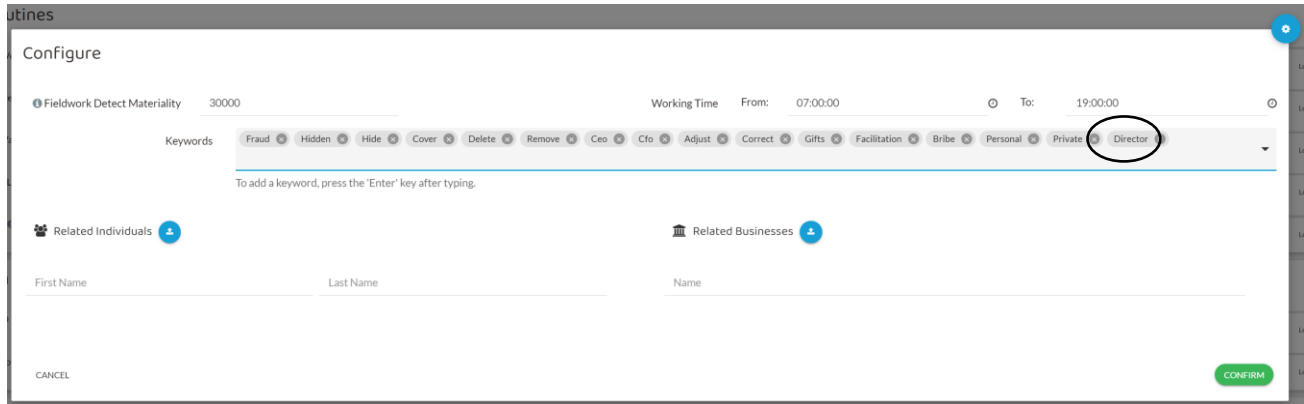 utines
Configure
Fieldwork Detect Materiality 30000 Working Time From: 07:00:00 To: 19:00:00
Keywords Fraud Hidden Hide Cover Delete Remove Ceo Cfo Adjust Correct Gifts Facilitation Bribe Personal Private Director
To add a keyword, press the 'Enter' key after typing.
Related Individuals Related Businesses
First Name Last Name Name
CANCEL CONFIRM